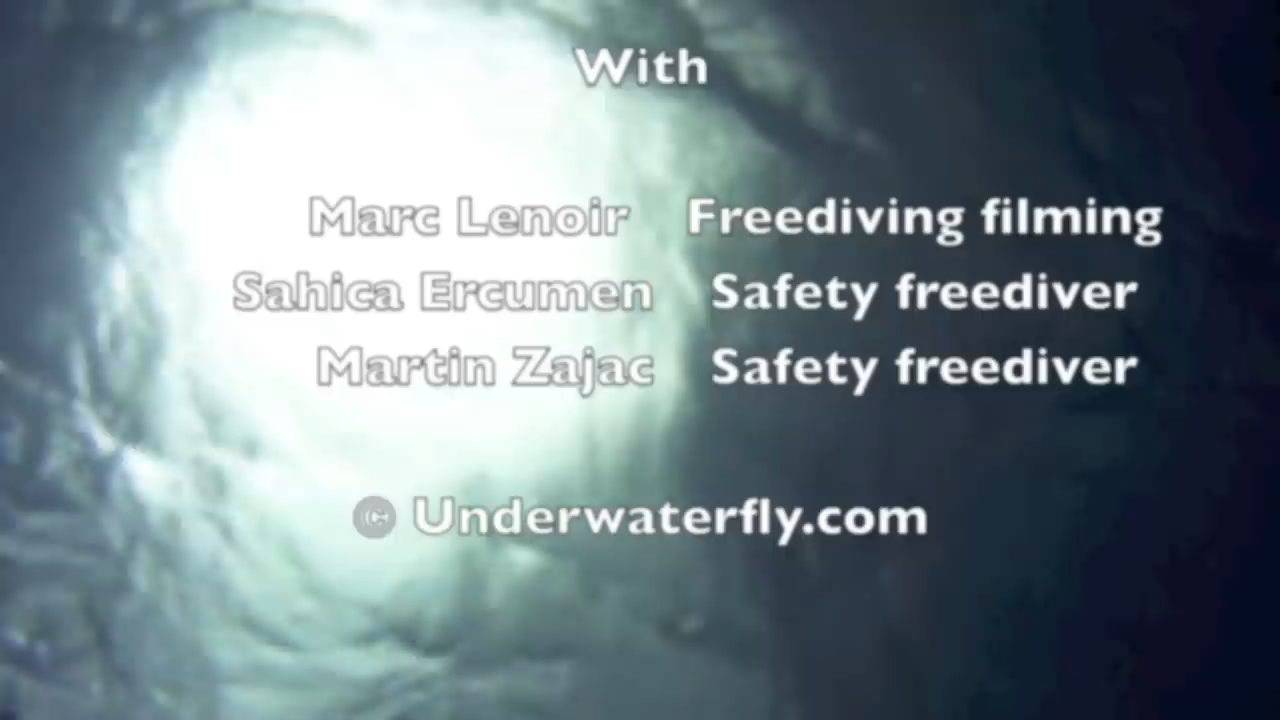 With
Marc Lenoir Freediving filming
Sahica Ercumen Safety freediver
Martin Zajac Safety freediver
© Underwaterfly.com